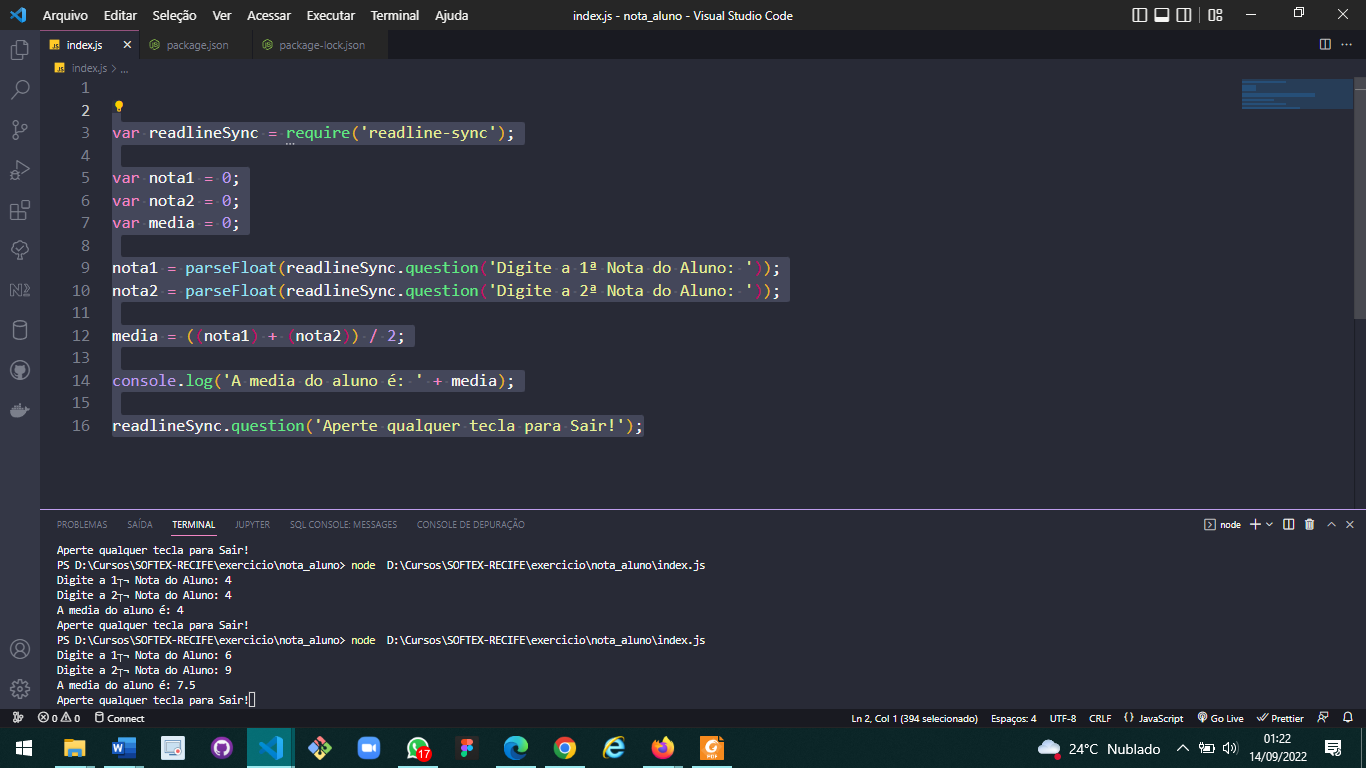 Arquivo Editar Seleção Ver Acessar Executar Terminal Ajuda index.js - nota_aluno - Visual Studio Code
index.js package.json package-lock.json
index.js > ...
1
2
3 var readlineSync = require('readline-sync');
4
5 var nota1 = 0;
6 var nota2 = 0;
7 var media = 0;
8
9 nota1 = parseFloat(readlineSync.question('Digite a 1ª Nota do Aluno: '));
10 nota2 = parseFloat(readlineSync.question('Digite a 2ª Nota do Aluno: '));
11
12 media = ((nota1) + (nota2)) / 2;
13
14 console.log('A media do aluno é: ' + media);
15
16 readlineSync.question('Aperte qualquer tecla para Sair!');
PROBLEMAS SAÍDA TERMINAL JUPYTER SQL CONSOLE: MESSAGES CONSOLE DE DEPURAÇÃO node
Aperte qualquer tecla para Sair!
PS D:\Cursos\SOFTEX-RECIFE\exercicio\nota_aluno> node D:\Cursos\SOFTEX-RECIFE\exercicio\nota_aluno\index.js
Digite a 1┬¬ Nota do Aluno: 4
Digite a 2┬¬ Nota do Aluno: 4
A media do aluno é: 4
Aperte qualquer tecla para Sair!
PS D:\Cursos\SOFTEX-RECIFE\exercicio\nota_aluno> node D:\Cursos\SOFTEX-RECIFE\exercicio\nota_aluno\index.js
Digite a 1┬¬ Nota do Aluno: 6
Digite a 2┬¬ Nota do Aluno: 9
A media do aluno é: 7.5
Aperte qualquer tecla para Sair!
0 0 Connect Ln 2, Col 1 (394 selecionado) Espaços: 4 UTF-8 CRLF {} JavaScript Go Live Prettier
17 24°C Nublado 01:22
14/09/2022